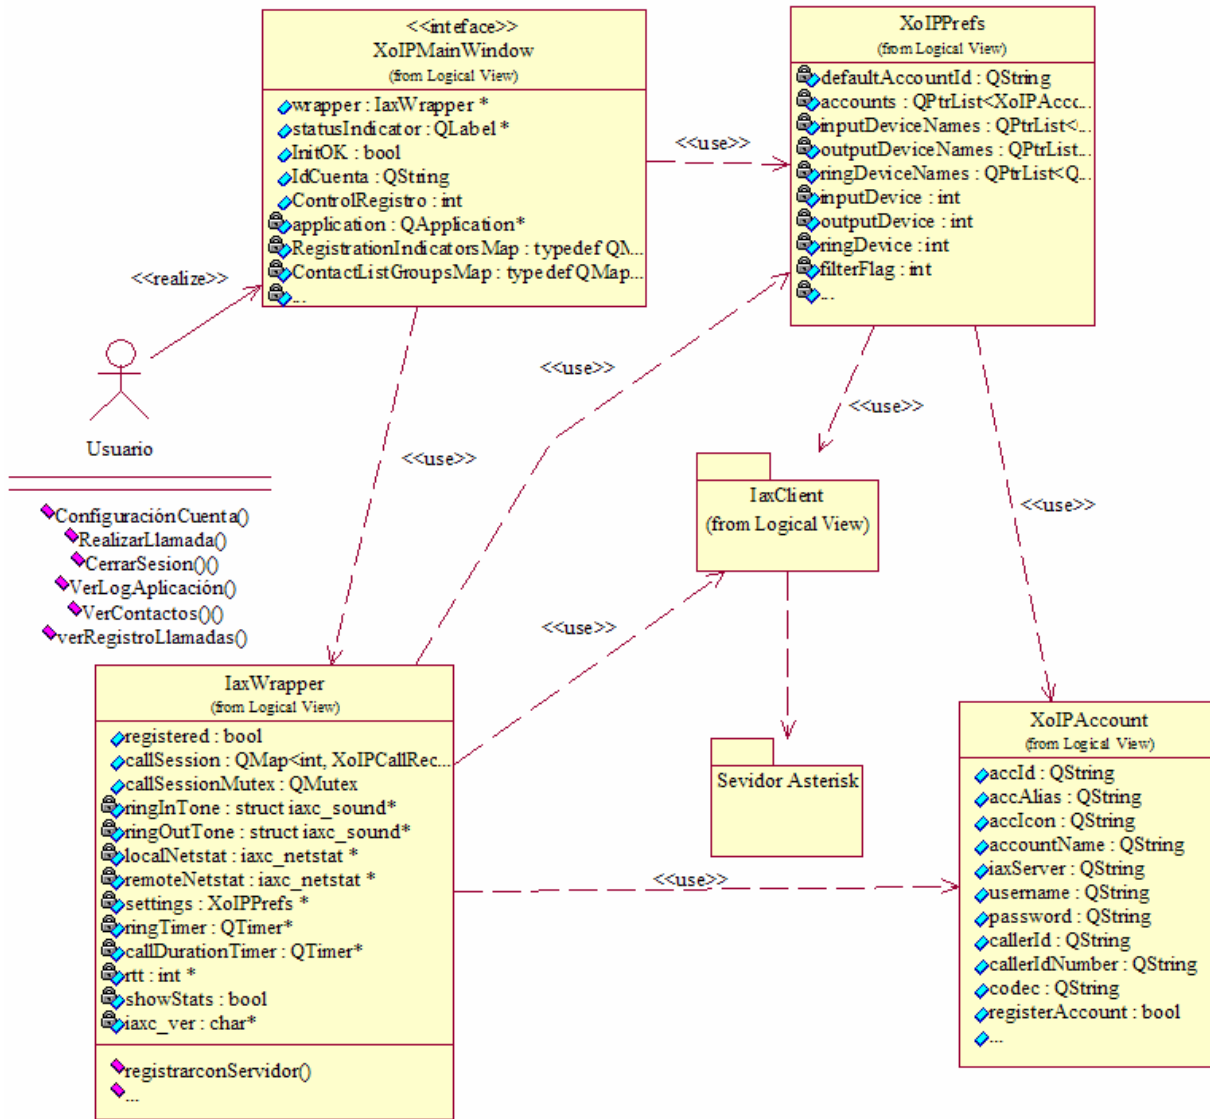 <<inteface>>
XoIPMainWindow
(from Logical View)
wrapper : IaxWrapper *
statusIndicator : QLabel *
InitOK : bool
IdCuenta : QString
ControlRegistro : int
application : QApplication*
RegistrationIndicatorsMap : typedef QM...
ContactListGroupsMap : typedef QMap...
...
<<use>>
XoIPPrefs
(from Logical View)
defaultAccountId : QString
accounts : QPtrList<XoIPAcc...
inputDeviceNames : QPtrList<...
outputDeviceNames : QPtrList...
ringDeviceNames : QPtrList<Q...
inputDevice : int
outputDevice : int
ringDevice : int
filterFlag : int
...
<<realize>>
Usuario
ConfiguraciónCuenta()
RealizarLlamada()
CerrarSesion()()
VerLogAplicación()
VerContactos()()
verRegistroLlamadas()
<<use>>
<<use>>
<<use>>
<<use>>
<<use>>
IaxClient
(from Logical View)
Sevidor Asterisk
IaxWrapper
(from Logical View)
registered : bool
callSession : QMap<int, XoIPCallRec...
callSessionMutex : QMutex
ringInTone : struct iaxc_sound*
ringOutTone : struct iaxc_sound*
localNetstat : iaxc_netstat *
remoteNetstat : iaxc_netstat *
settings : XoIPPrefs *
ringTimer : QTimer*
callDurationTimer : QTimer*
rtt : int *
showStats : bool
iaxc_ver : char*
registrarconServidor()
...
<<use>>
XoIPAccount
(from Logical View)
accId : QString
accAlias : QString
accIcon : QString
accountName : QString
iaxServer : QString
username : QString
password : QString
callerId : QString
callerIdNumber : QString
codec : QString
registerAccount : bool
...